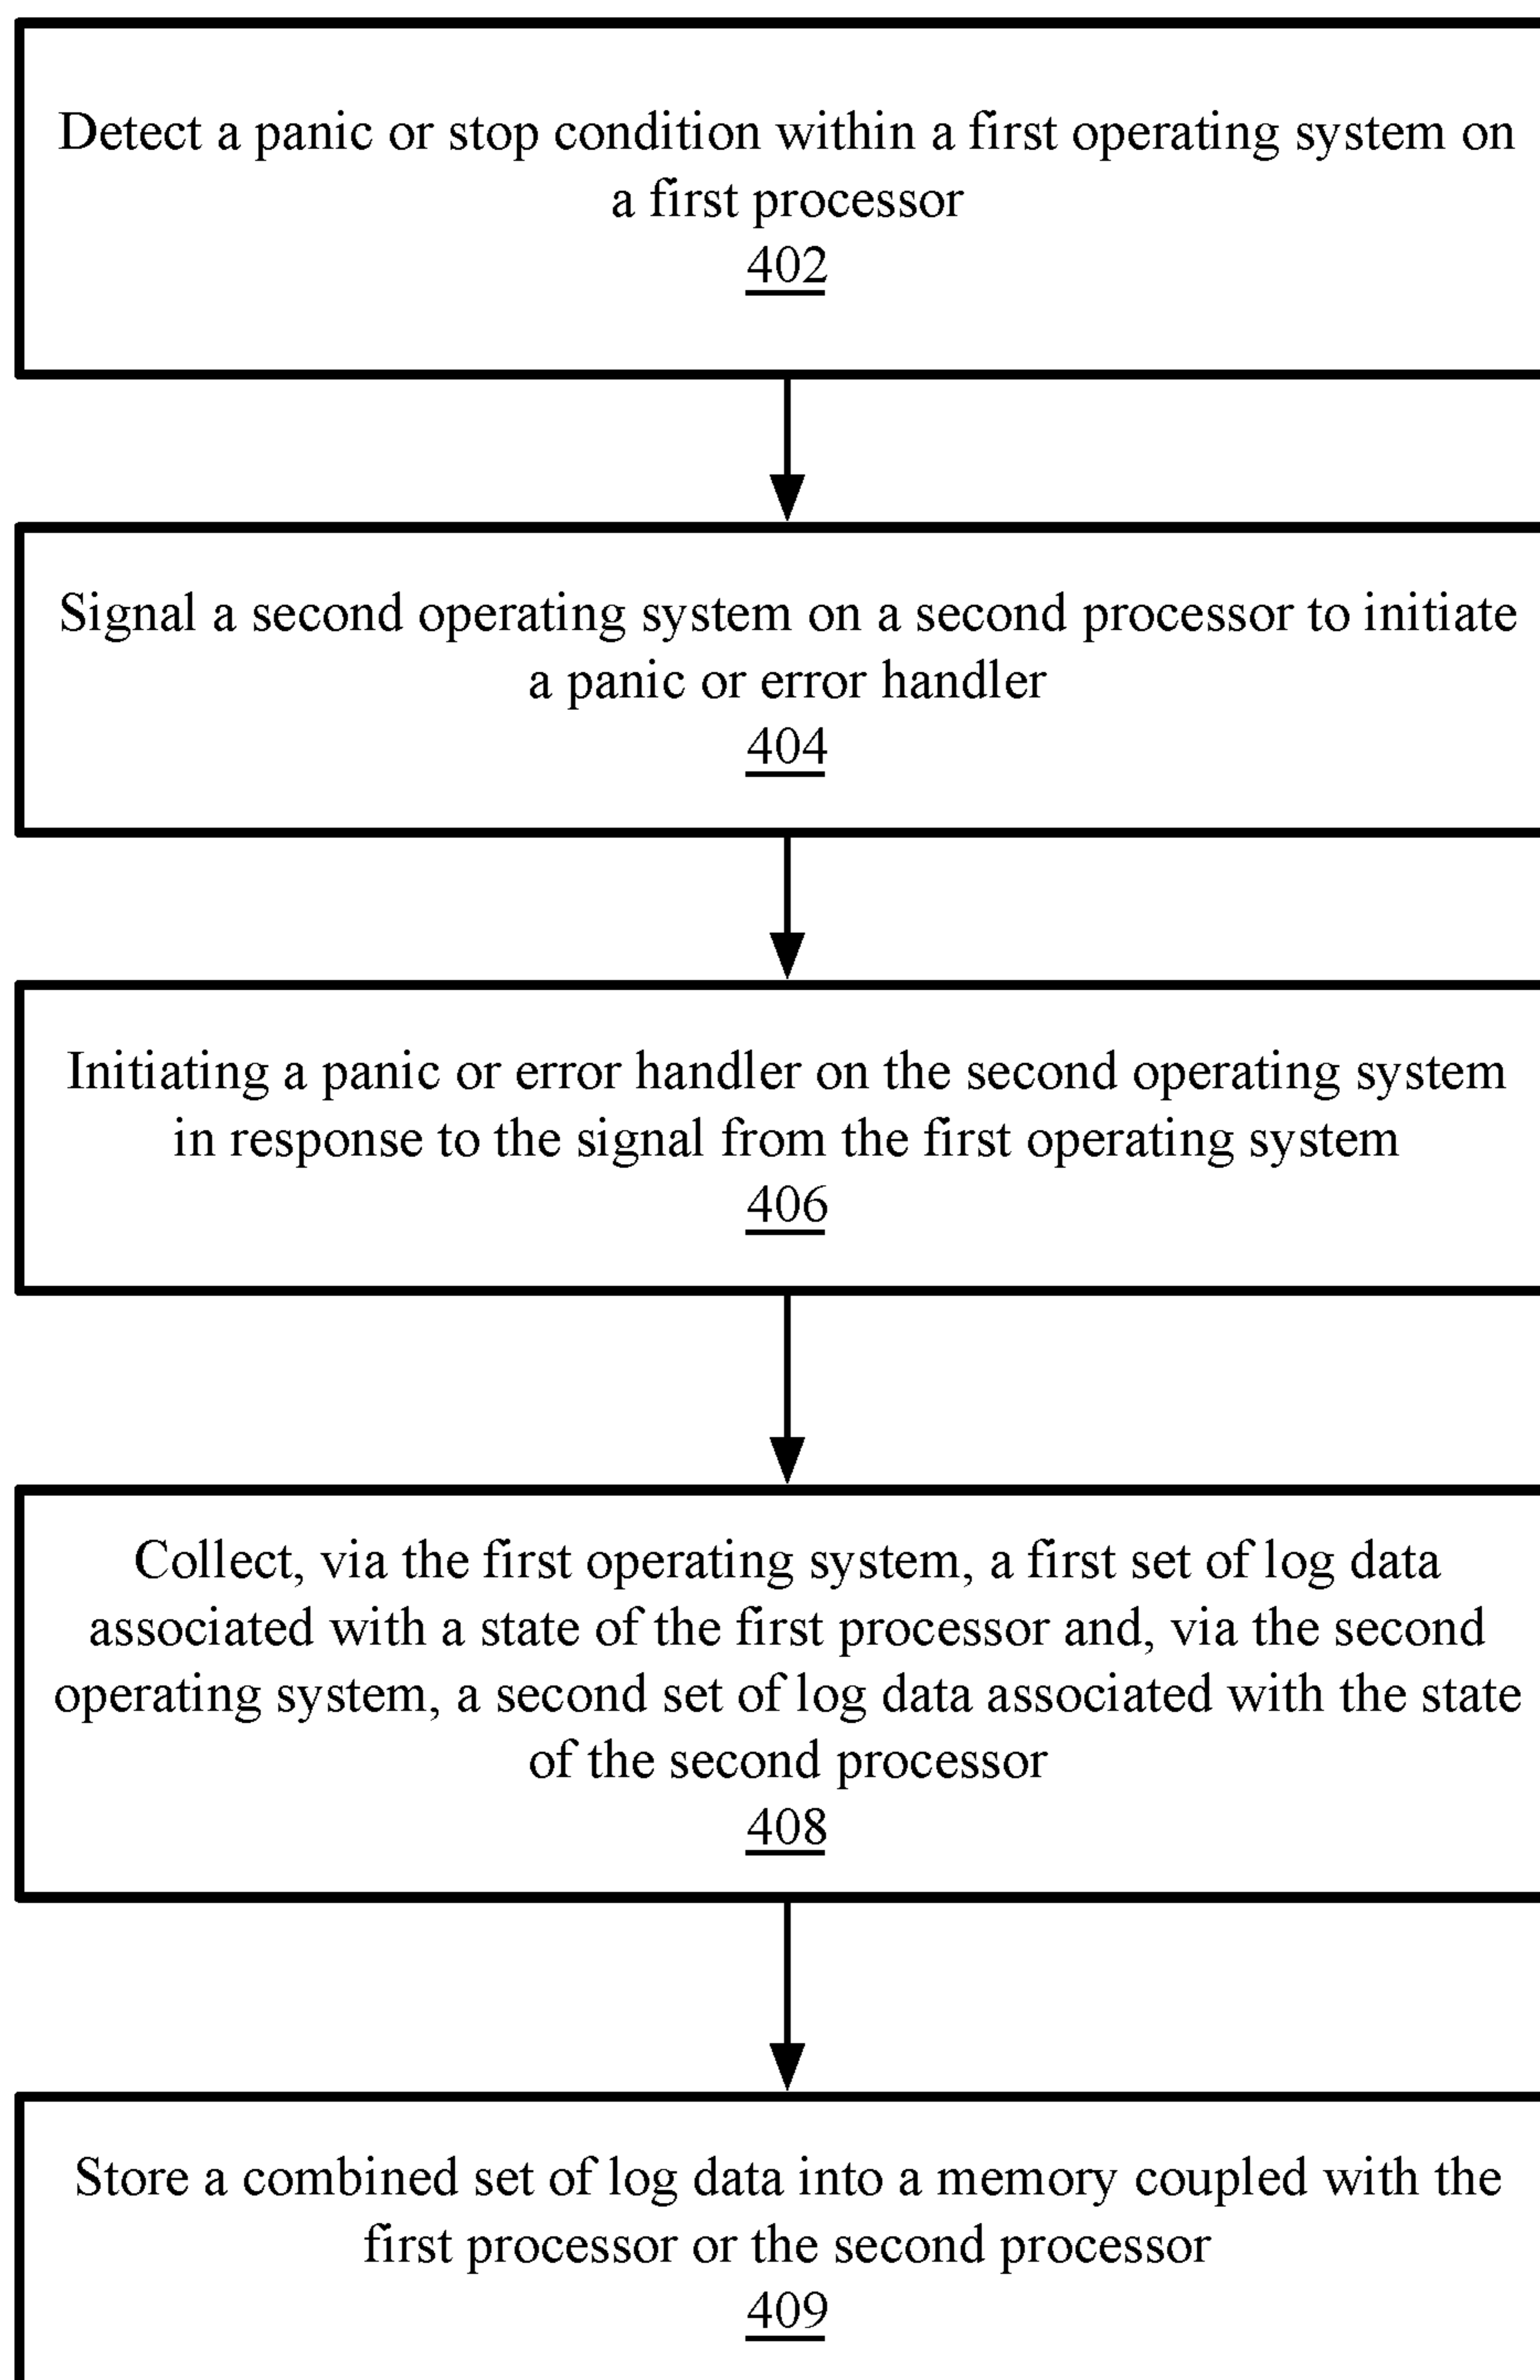 Detect a panic or stop condition within a first operating system on
a first processor
402
Signal a second operating system on a second processor to initiate
a panic or error handler
404
Initiating a panic or error handler on the second operating system
in response to the signal from the first operating system
406
Collect, via the first operating system, a first set of log data
associated with a state of the first processor and, via the second
operating system, a second set of log data associated with the state
of the second processor
408
Store a combined set of log data into a memory coupled with the
first processor or the second processor
409